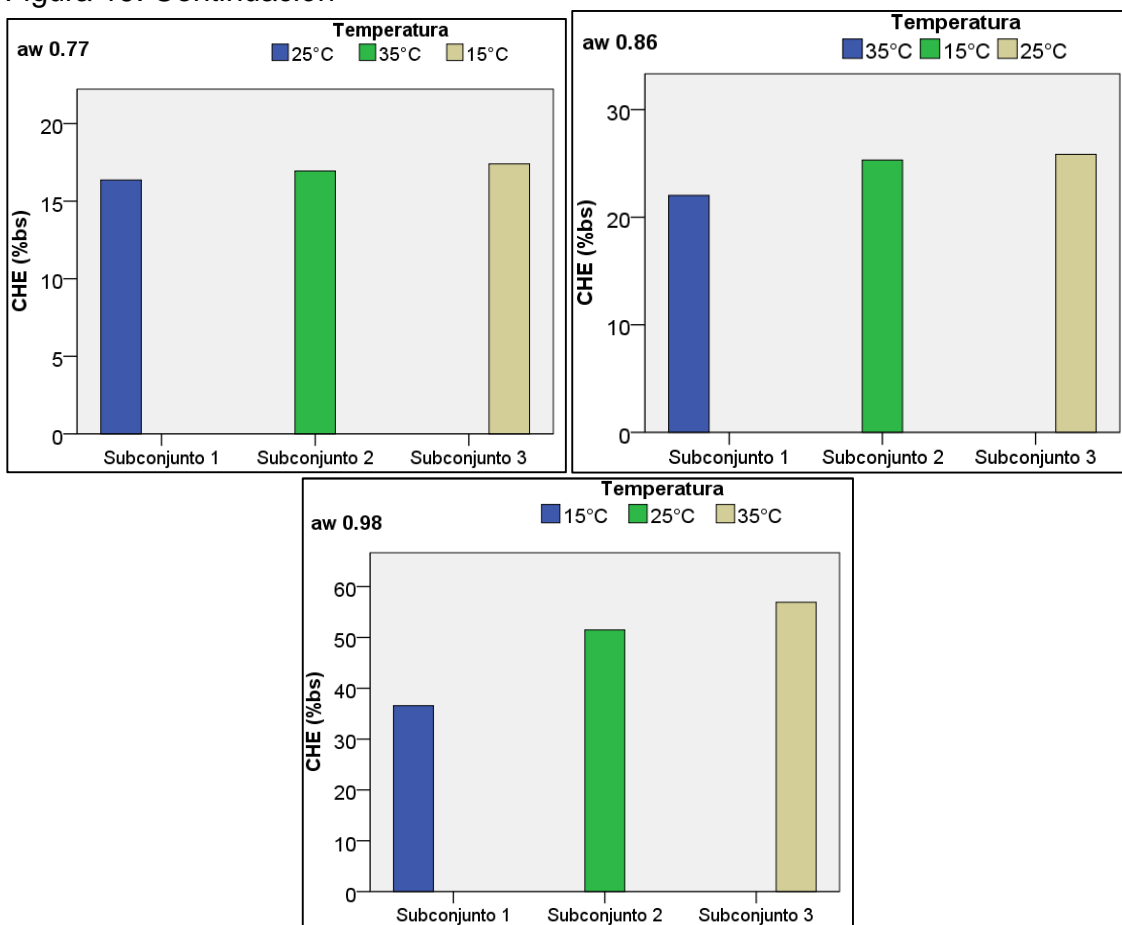 Figura Continuación
aw 0.77
Temperatura
25°C 35°C 15°C
CHE (%bs)
20
15
10
5
0
Subconjunto 1 Subconjunto 2 Subconjunto 3
aw 0.86
Temperatura
35°C 15°C 25°C
CHE (%bs)
30
20
10
0
Subconjunto 1 Subconjunto 2 Subconjunto 3
aw 0.98
Temperatura
15°C 25°C 35°C
CHE (%bs)
60
50
40
30
20
10
0
Subconjunto 1 Subconjunto 2 Subconjunto 3